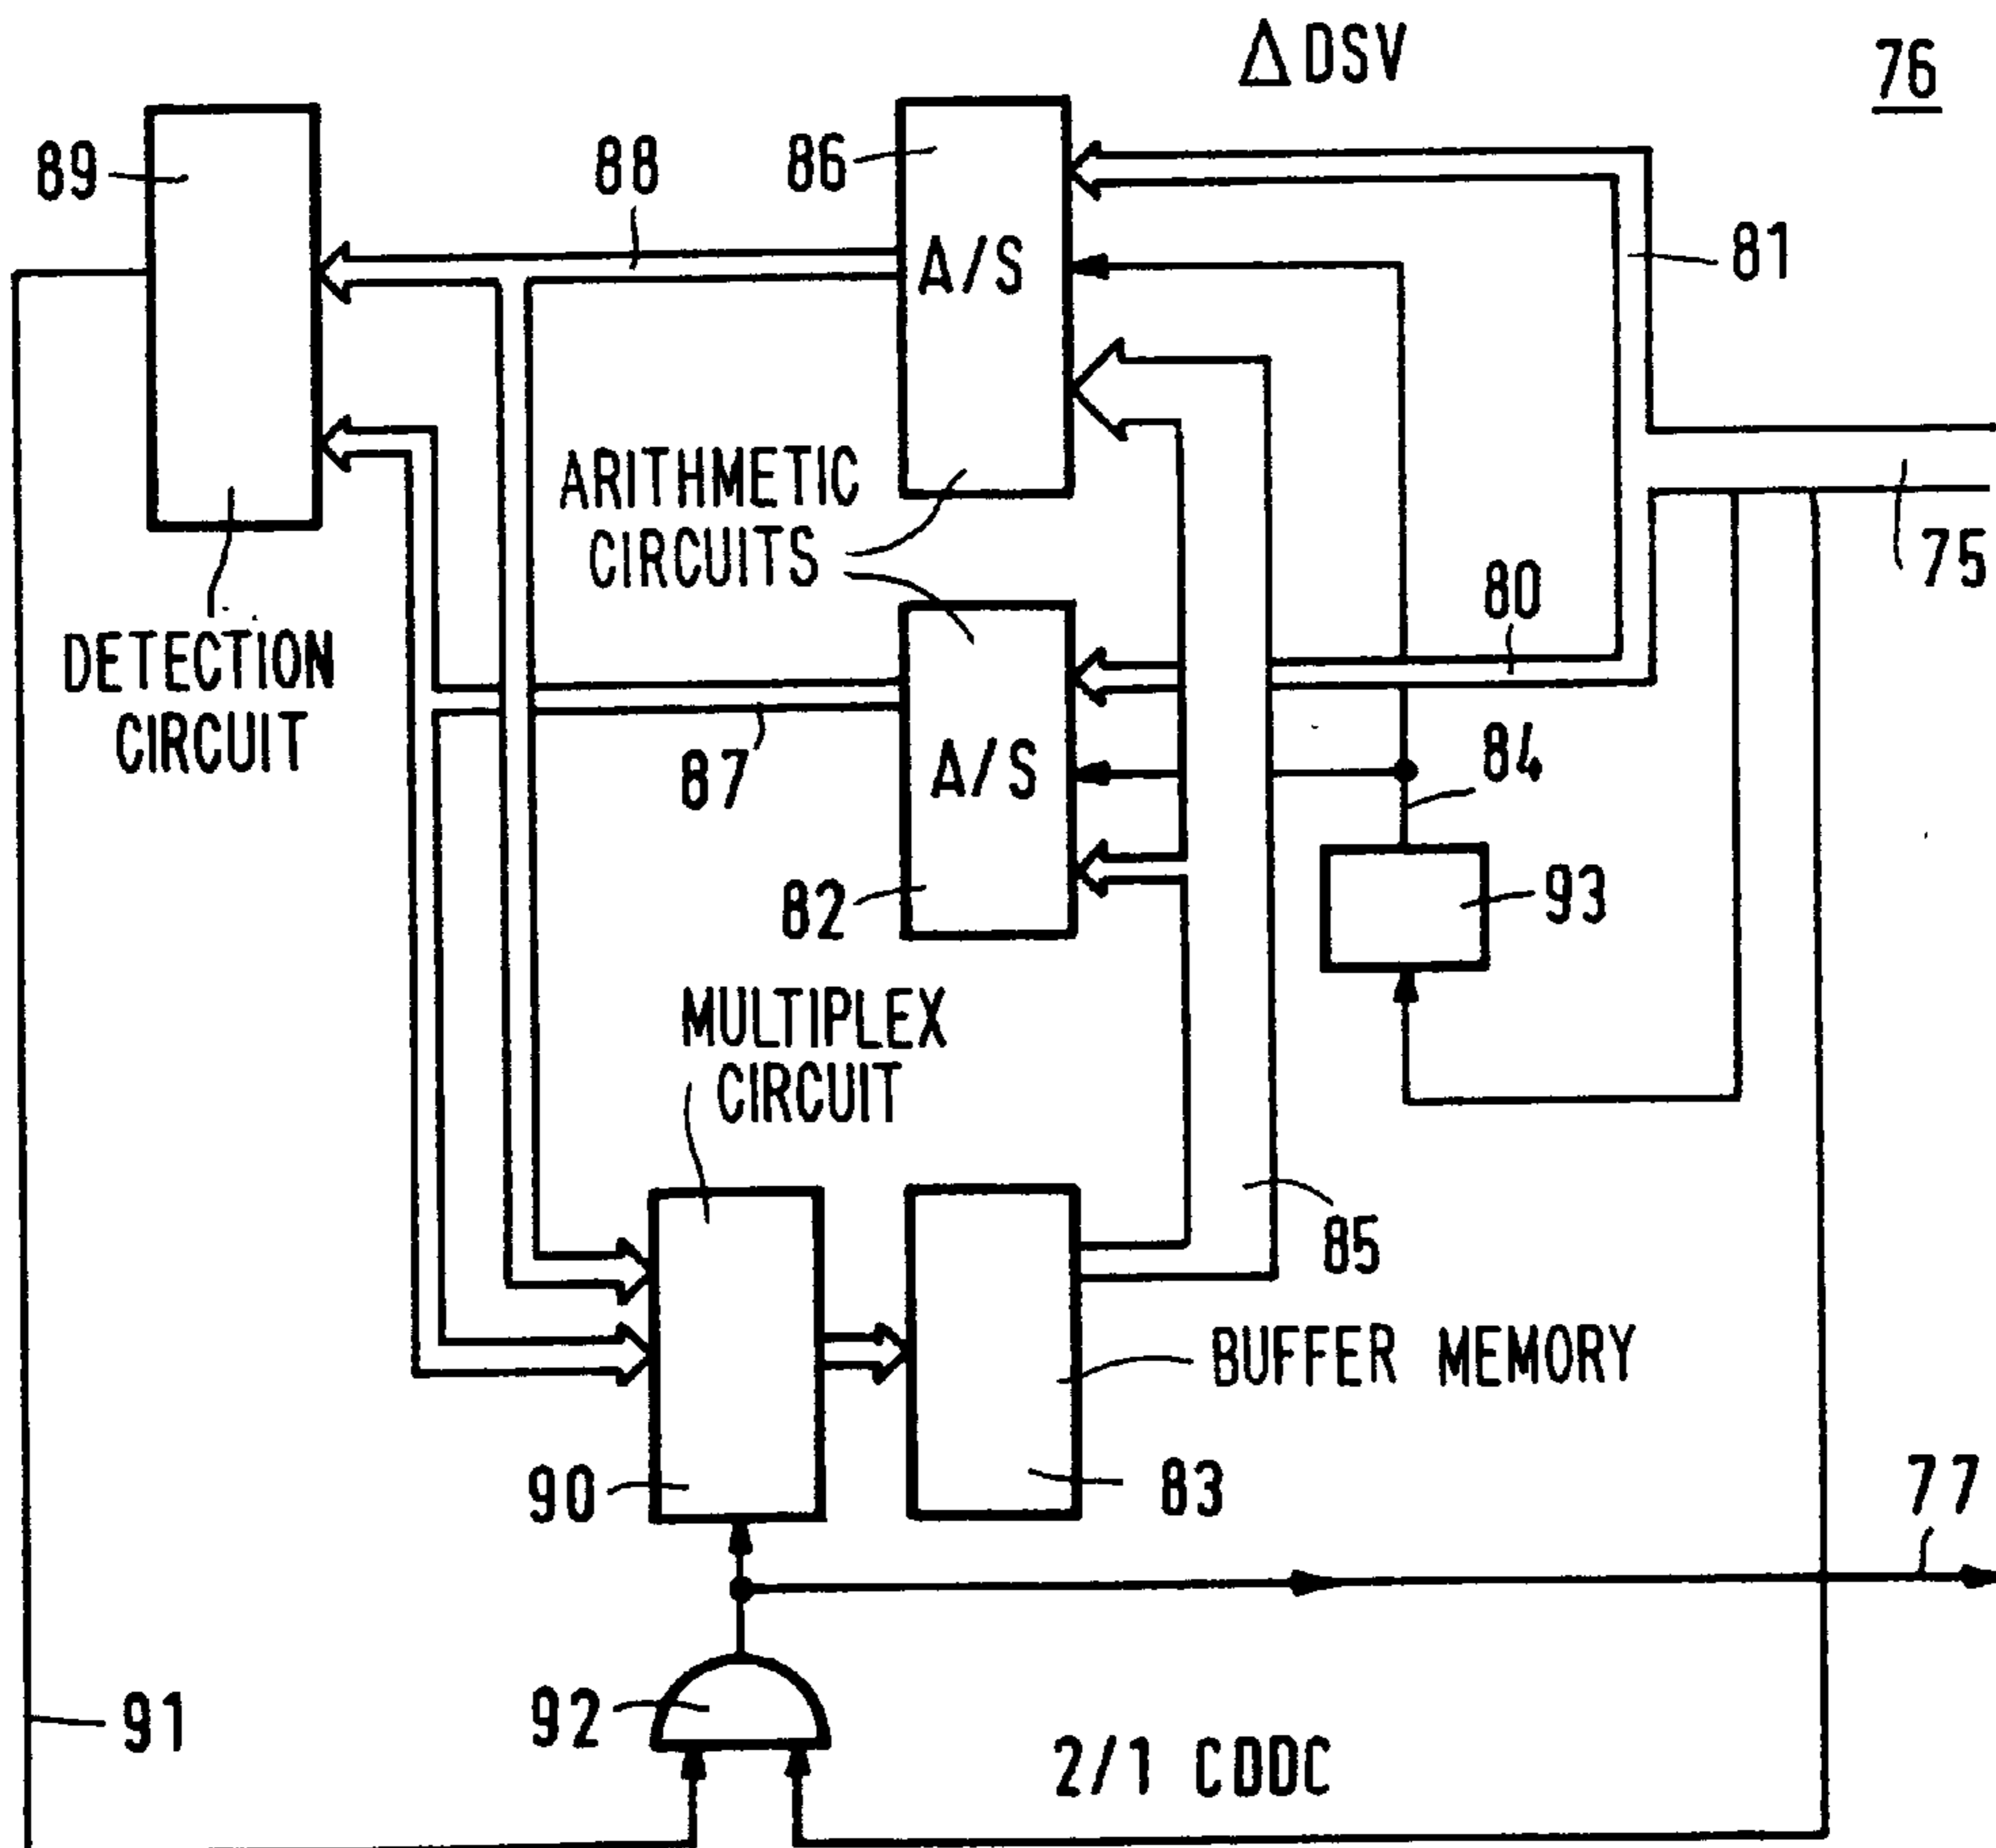 Δ DSV
76
89
88
86
81
A/S
ARITHMETIC
CIRCUITS
75
80
DETECTION
CIRCUIT
87
A/S
84
82
93
MULTIPLEX
CIRCUIT
85
BUFFER MEMORY
90
83
77
91
92
2/1 CDDC